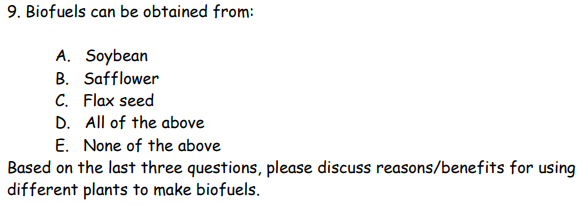 9. Biofuels can be obtained from:
A. Soybean
B. Safflower
C. Flax seed
D. All of the above
E. None of the above
Based on the last three questions, please discuss reasons/benefits for using
different plants to make biofuels.